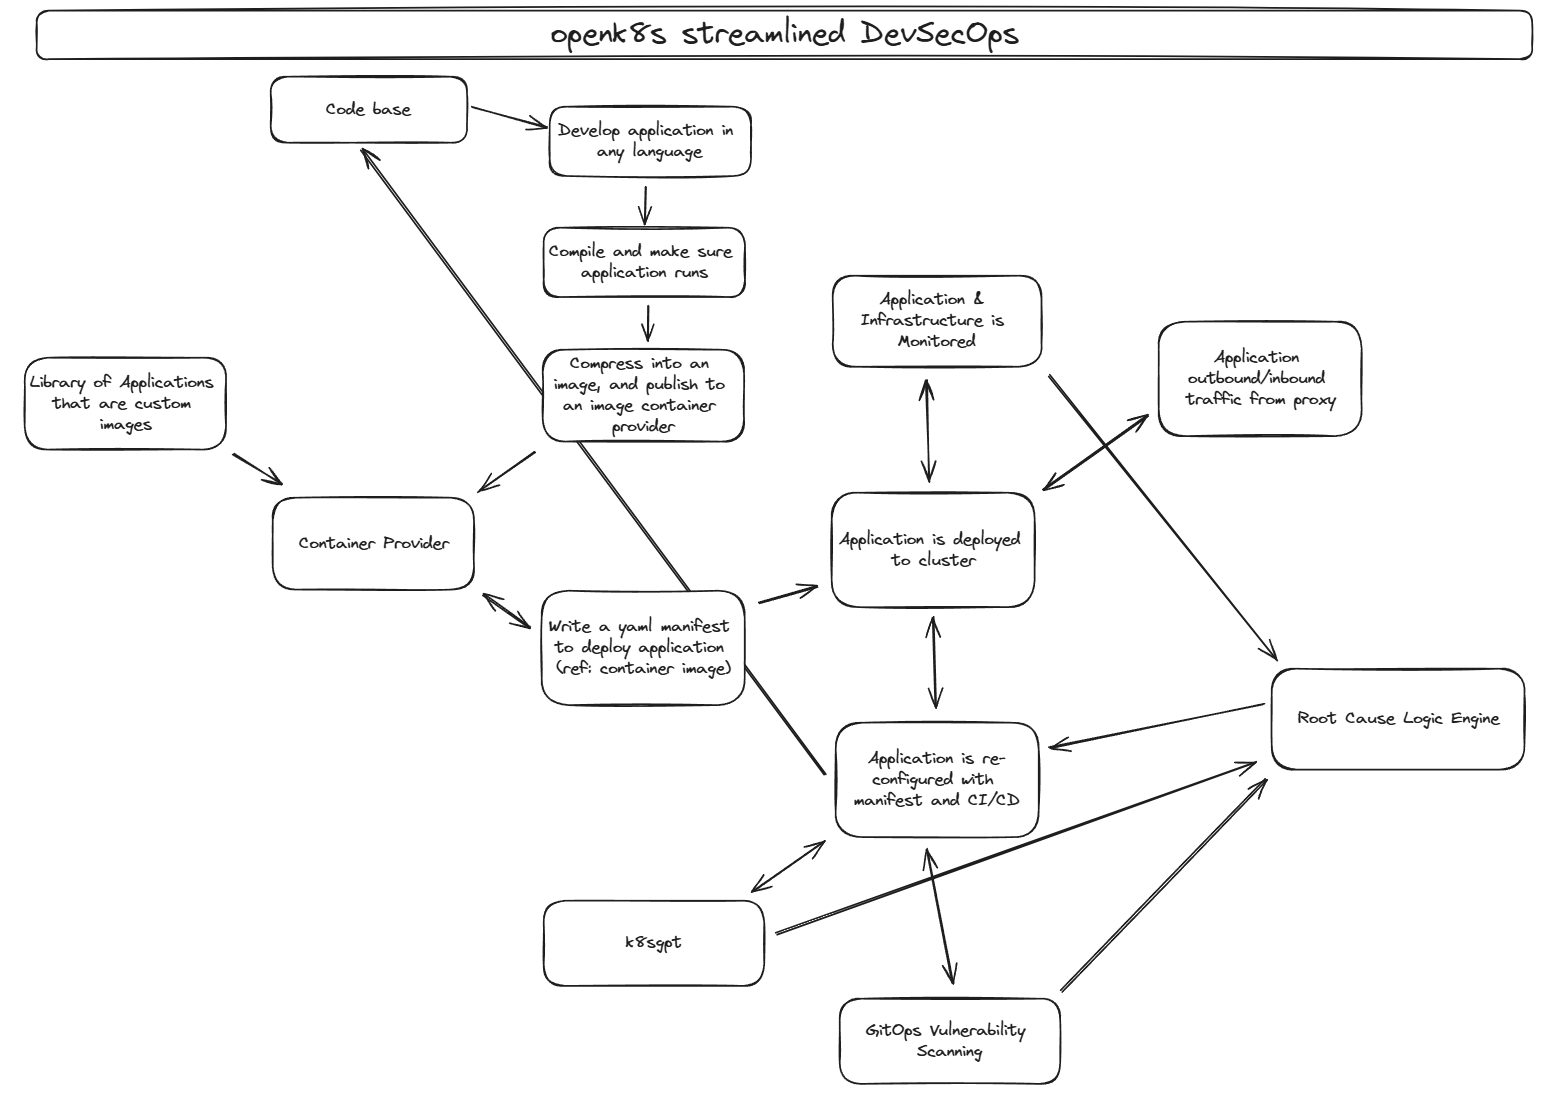 openk8s streamlined DevSecOps
Code base
Develop application in
any language
Compile and make sure
application runs
Application &
Infrastructure is
Monitored
Application
outbound/inbound
traffic from proxy
Library of Applications
that are custom
images
Compress into an
image, and publish to
an image container
provider
Container Provider
Application is deployed
to cluster
Write a yaml manifest
to deploy application
(ref: container image)
Root Cause Logic Engine
Application is re-
configured with
manifest and CI/CD
k8sgpt
GitOps Vulnerability
Scanning